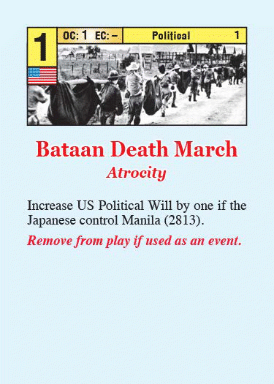 1
OC: 1 EC: –
Political
1
Bataan Death March
Atrocity
Increase US Political Will by one if the
Japanese control Manila (2813).
Remove from play if used as an event.